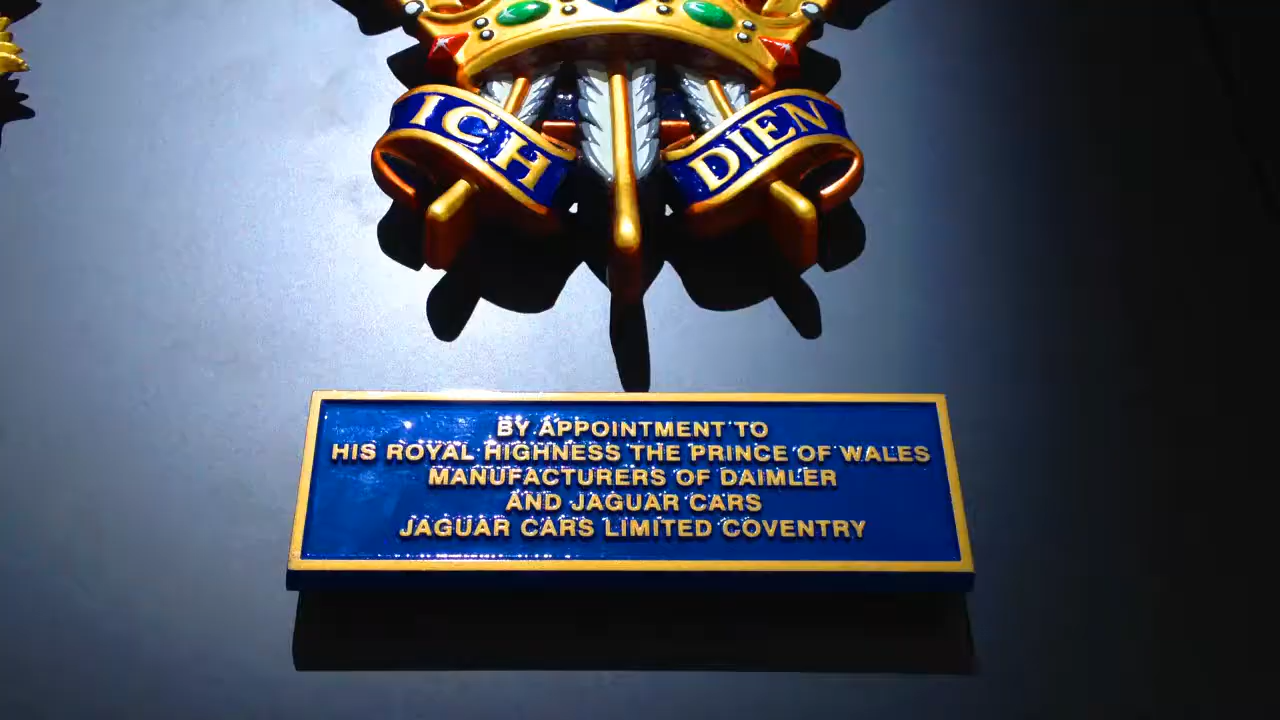 ICH DIEN
BY APPOINTMENT TO
HIS ROYAL HIGHNESS THE PRINCE OF WALES
MANUFACTURERS OF DAIMLER
AND JAGUAR CARS
JAGUAR CARS LIMITED COVENTRY